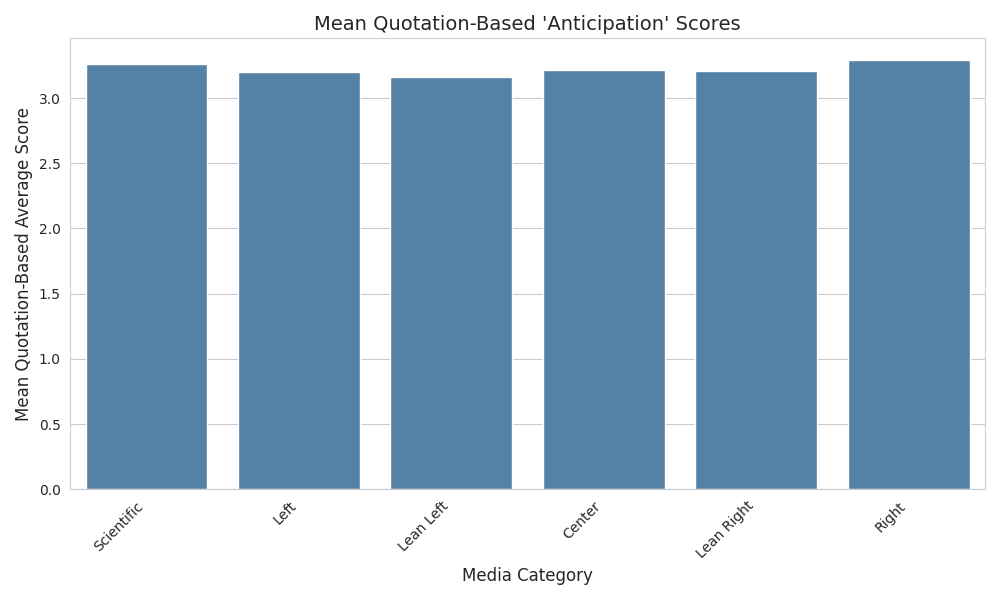 Mean Quotation-Based 'Anticipation' Scores
Mean Quotation-Based Average Score
3.0
2.5
2.0
1.5
1.0
0.5
0.0
Scientific
Left
Lean Left
Center
Lean Right
Right
Media Category